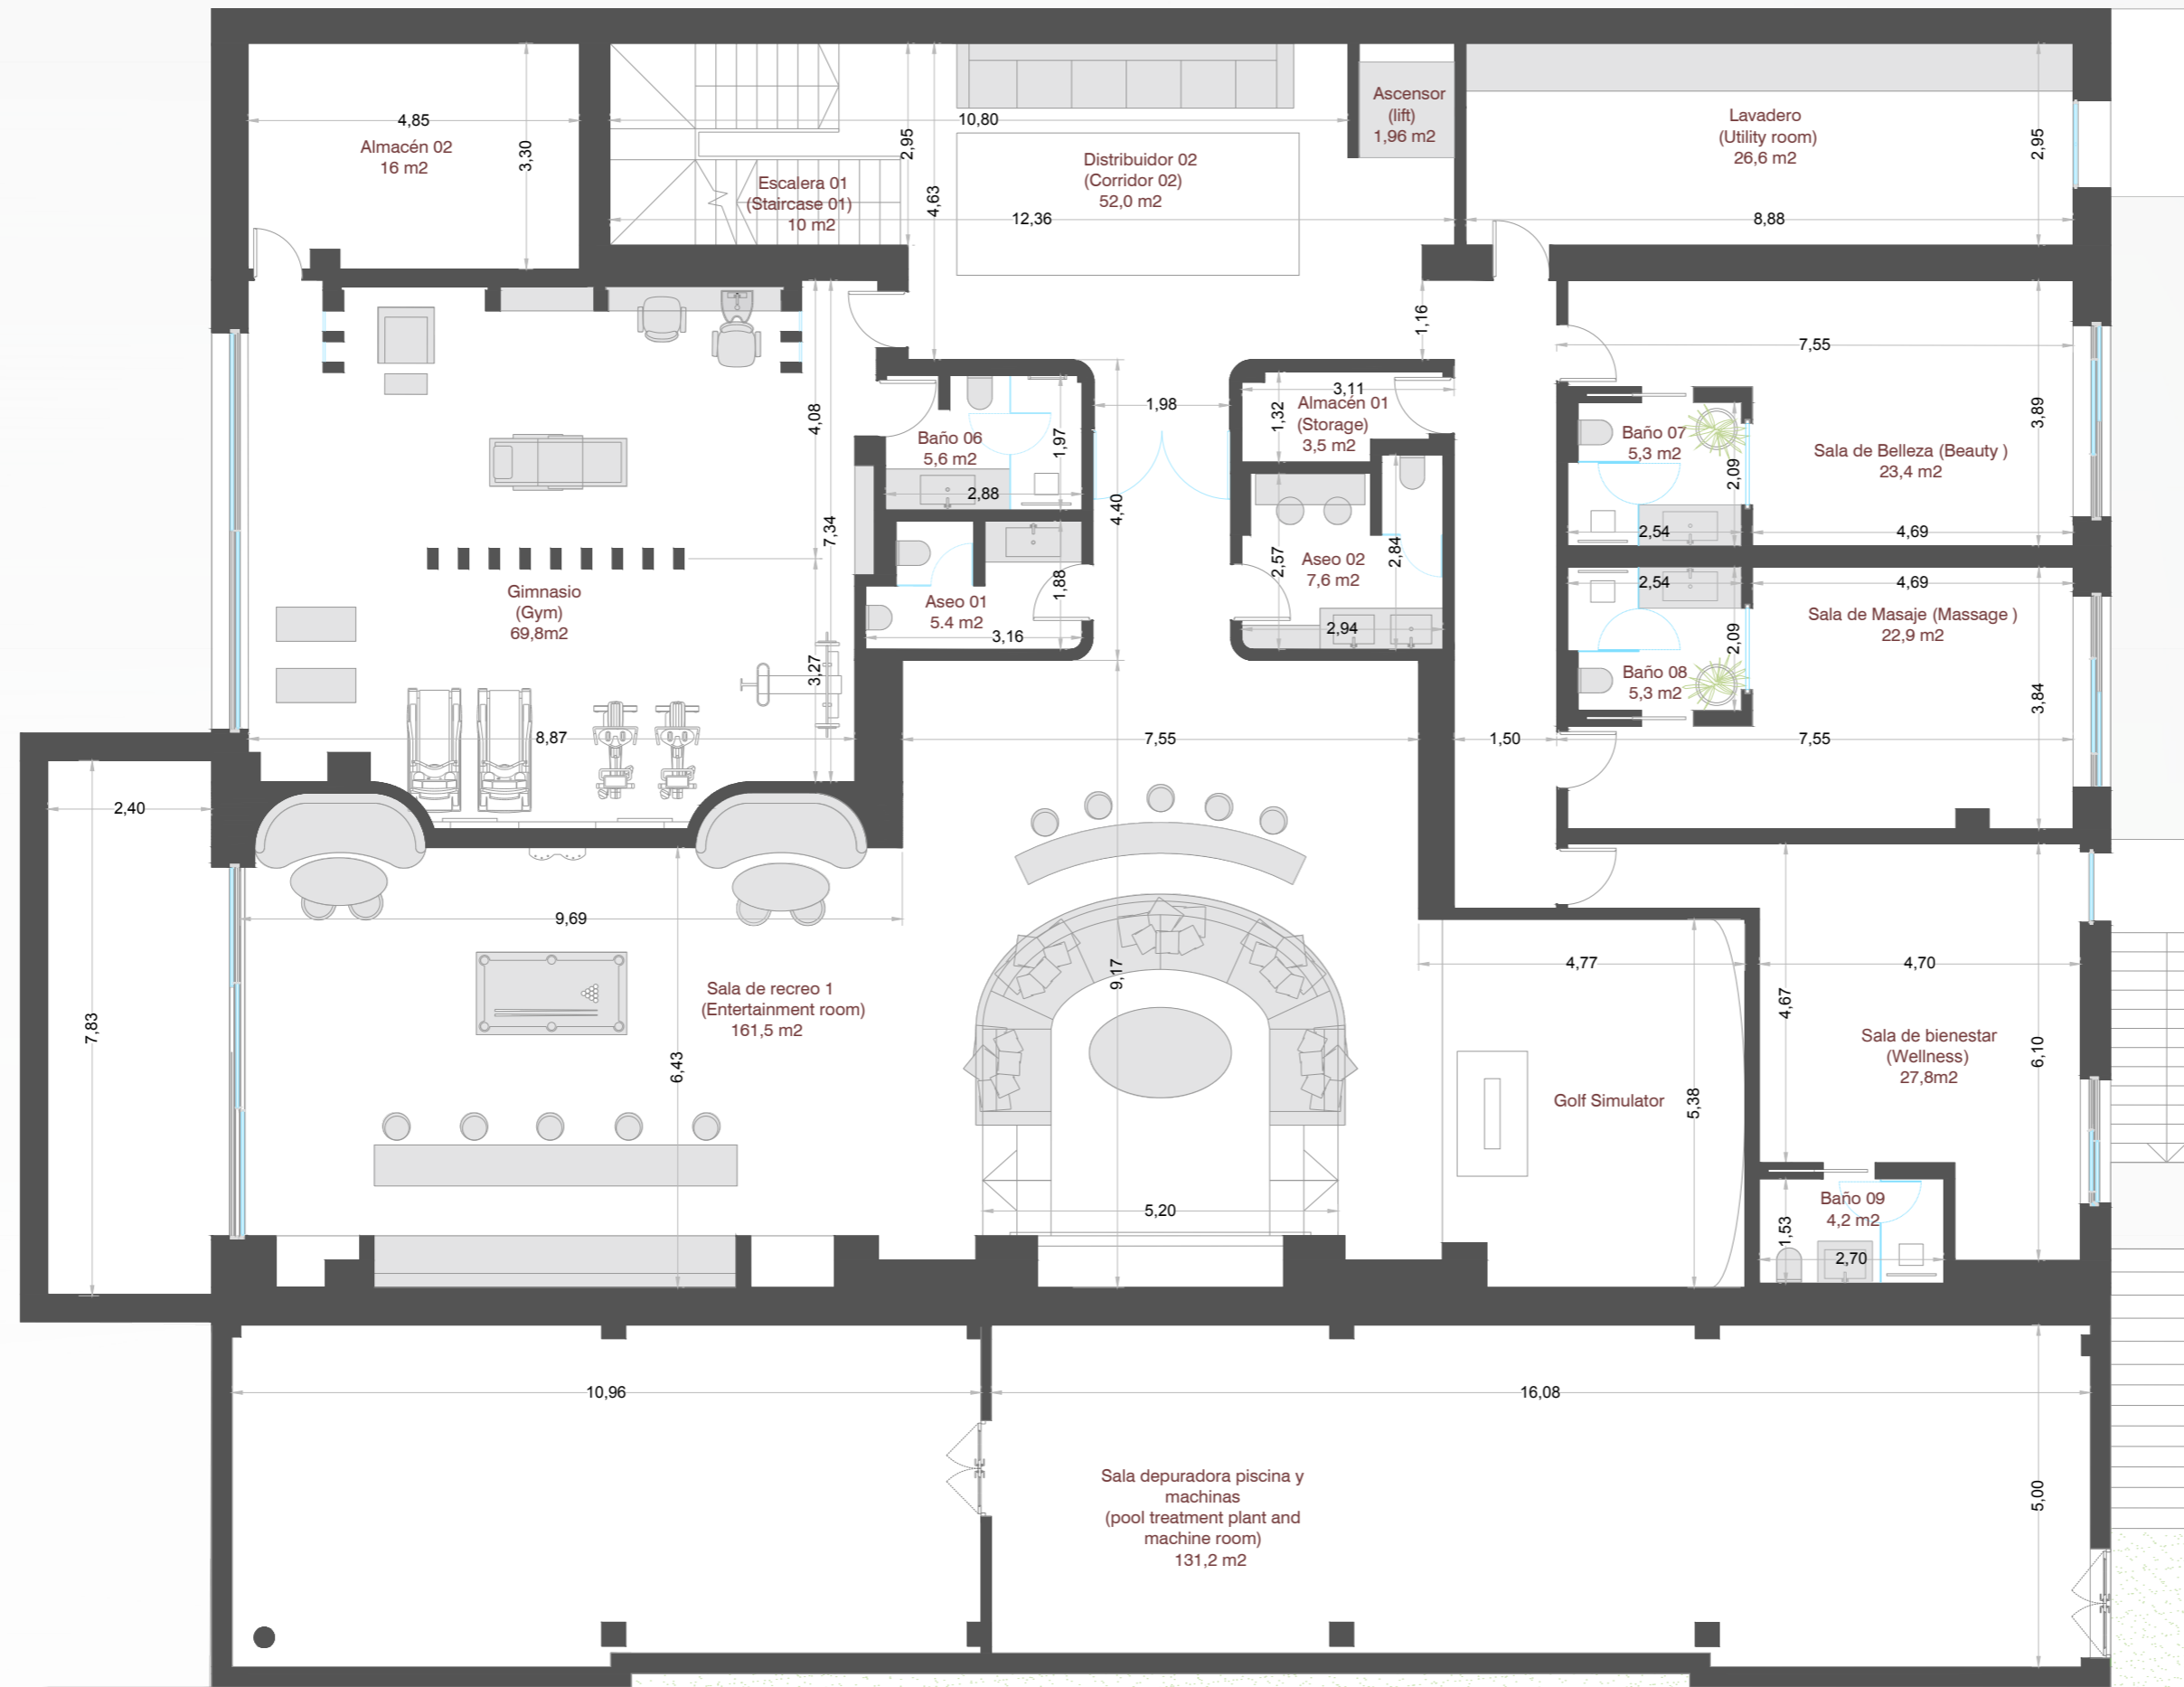 4,85
Almacén 02
16 m2
3,30
10,80
2,95
4,63
Escalera 01
(Staircase 01)
10 m2
12,36
Distribuidor 02
(Corridor 02)
52,0 m2
Ascensor
(lift)
1,96 m2
Lavadero
(Utility room)
26,6 m2
2,95
8,88
1,16
7,55
4,08
7,34
3,27
Baño 06
5,6 m2
1,97
2,88
1,98
4,40
3,11
Almacén 01
(Storage)
3,5 m2
1,32
Baño 07
5,3 m2
2,09
2,54
Sala de Belleza (Beauty )
23,4 m2
3,89
4,69
Gimnasio
(Gym)
69,8m2
8,87
Aseo 01
5.4 m2
1,88
3,16
Aseo 02
7,6 m2
2,57
2,84
2,94
2,54
4,69
Sala de Masaje (Massage )
22,9 m2
Baño 08
5,3 m2
2,09
3,84
7,55
1,50
7,55
2,40
7,83
9,69
Sala de recreo 1
(Entertainment room)
161,5 m2
6,43
9,17
5,20
4,77
Golf Simulator
5,38
4,70
4,67
Sala de bienestar
(Wellness)
27,8m2
6,10
Baño 09
4,2 m2
1,53
2,70
10,96
16,08
Sala depuradora piscina y
machinas
(pool treatment plant and
machine room)
131,2 m2
5,00